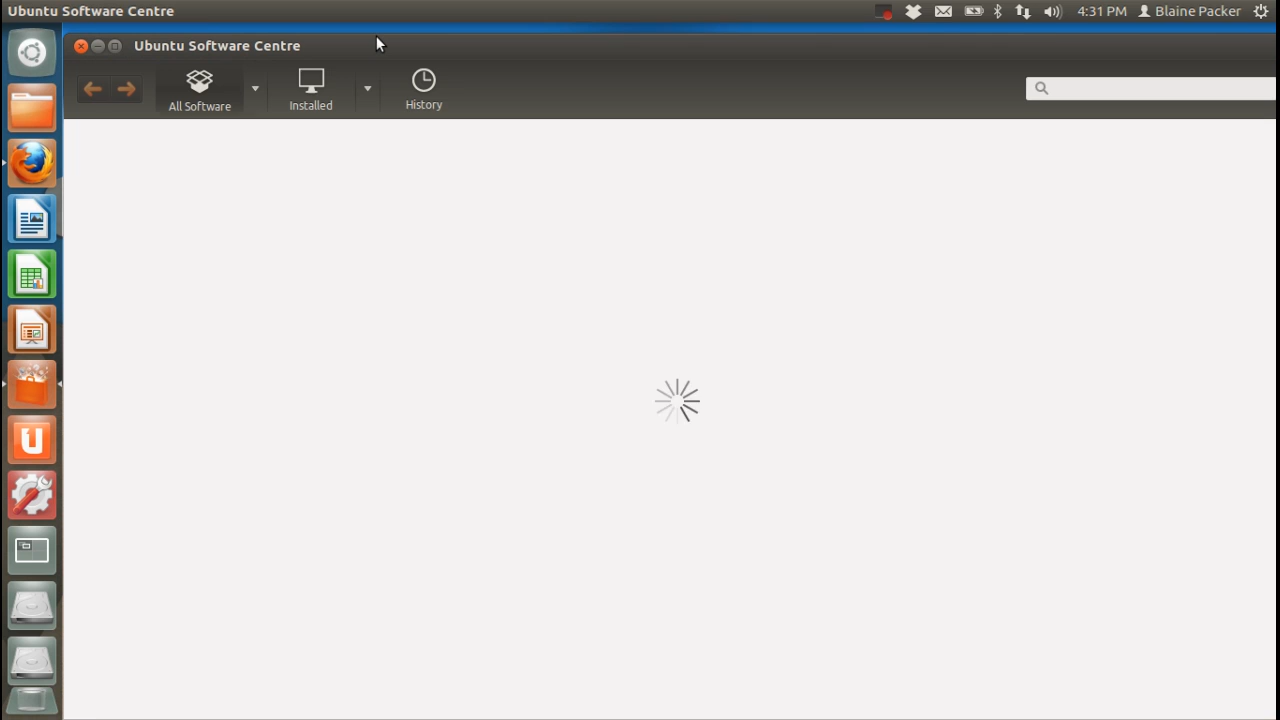 Ubuntu Software Centre
4:31 PM Blaine Packer
Ubuntu Software Centre
All Software
Installed
History